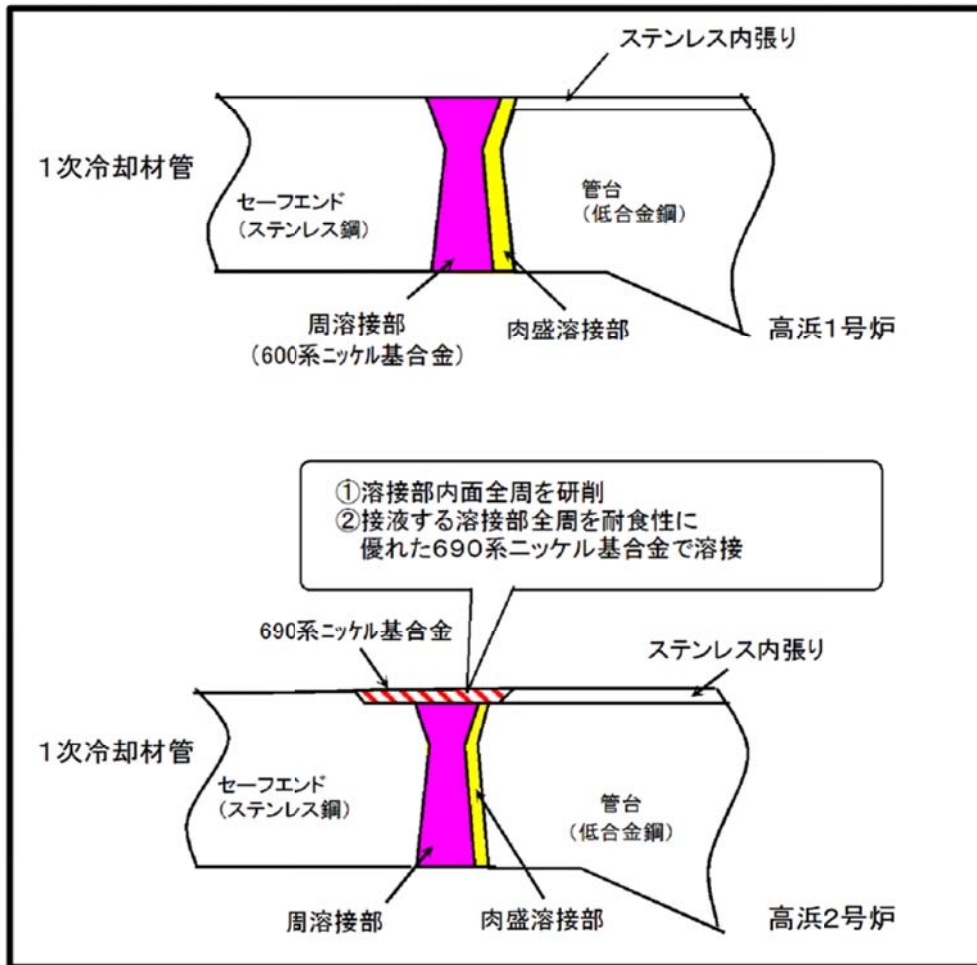 ステンレス内張り
1次冷却材管
セーフエンド
(ステンレス鋼)
管台
(低合金鋼)
周溶接部
(600系ニッケル基合金)
肉盛溶接部
高浜1号炉
①溶接部内面全周を研削
②接液する溶接部全周を耐食性に
優れた690系ニッケル基合金で溶接
690系ニッケル基合金
ステンレス内張り
1次冷却材管
セーフエンド
(ステンレス鋼)
管台
(低合金鋼)
周溶接部
肉盛溶接部
高浜2号炉